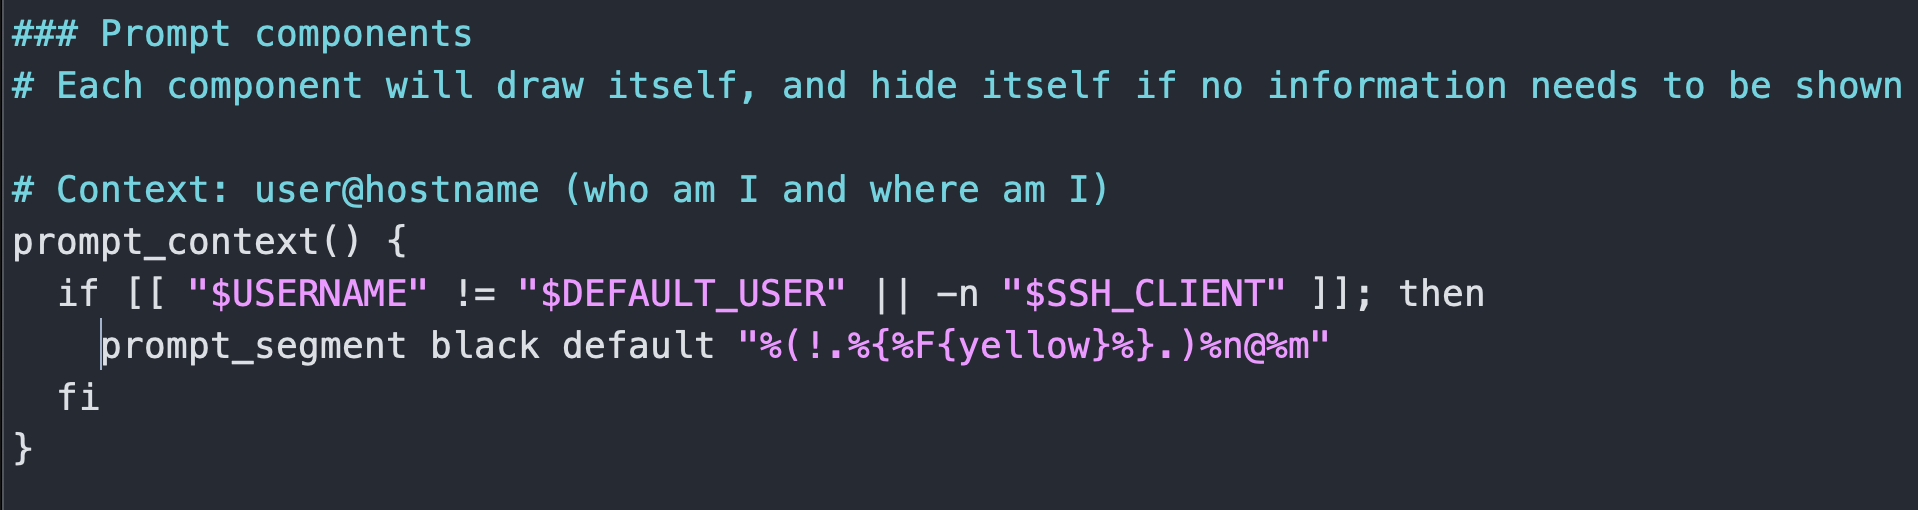 ### Prompt components
# Each component will draw itself, and hide itself if no information needs to be shown

# Context: user@hostname (who am I and where am I)
prompt_context() {
  if [[ "$USERNAME" != "$DEFAULT_USER" || -n "$SSH_CLIENT" ]]; then
    prompt_segment black default "%(!.%{%F{yellow}%}.)%n@%m"
  fi
}